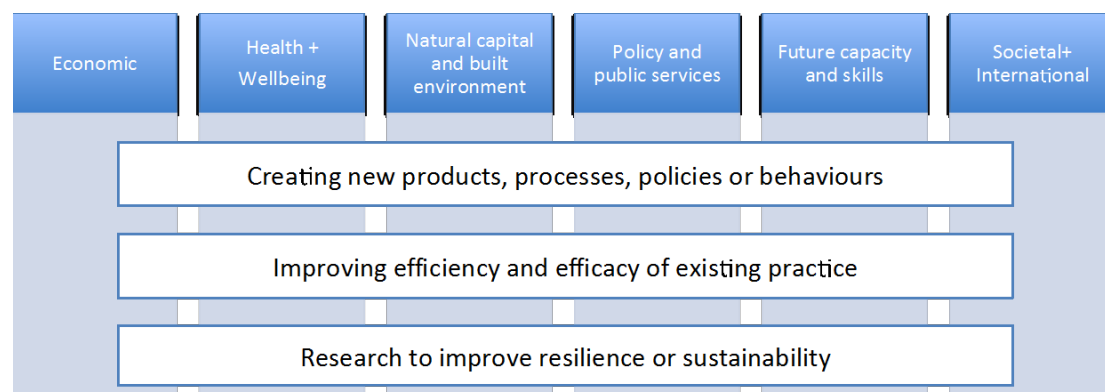 Economic
Health +
Wellbeing
Natural capital
and built
environment
Policy and
public services
Future capacity
and skills
Societal+
International
Creating new products, processes, policies or behaviours
Improving efficiency and efficacy of existing practice
Research to improve resilience or sustainability